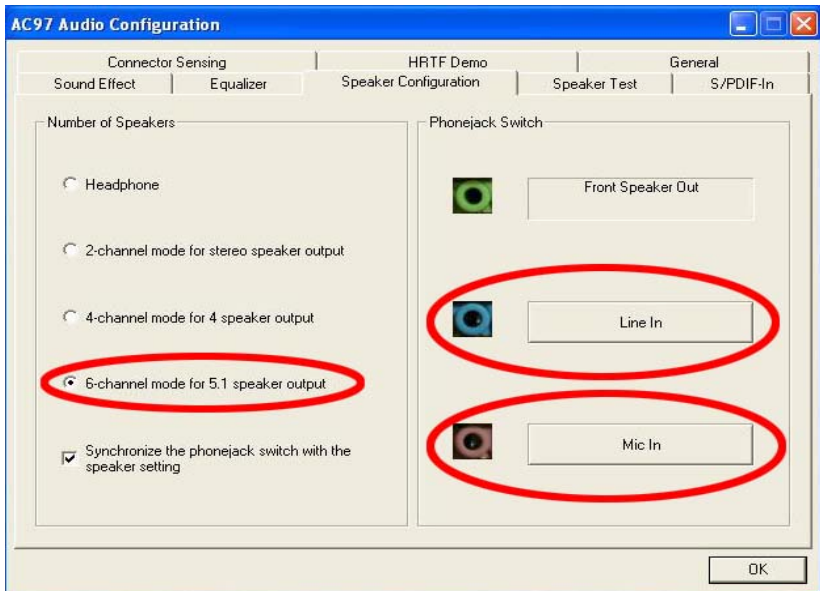 AC97 Audio Configuration
Connector Sensing
HRTF Demo
General
Sound Effect
Equalizer
Speaker Configuration
Speaker Test
S/PDIF-In
Number of Speakers
Headphone
2-channel mode for stereo speaker output
4-channel mode for 4 speaker output
6-channel mode for 5.1 speaker output
Synchronize the phonejack switch with the
speaker setting
Phonejack Switch
Front Speaker Out
Line In
Mic In
OK